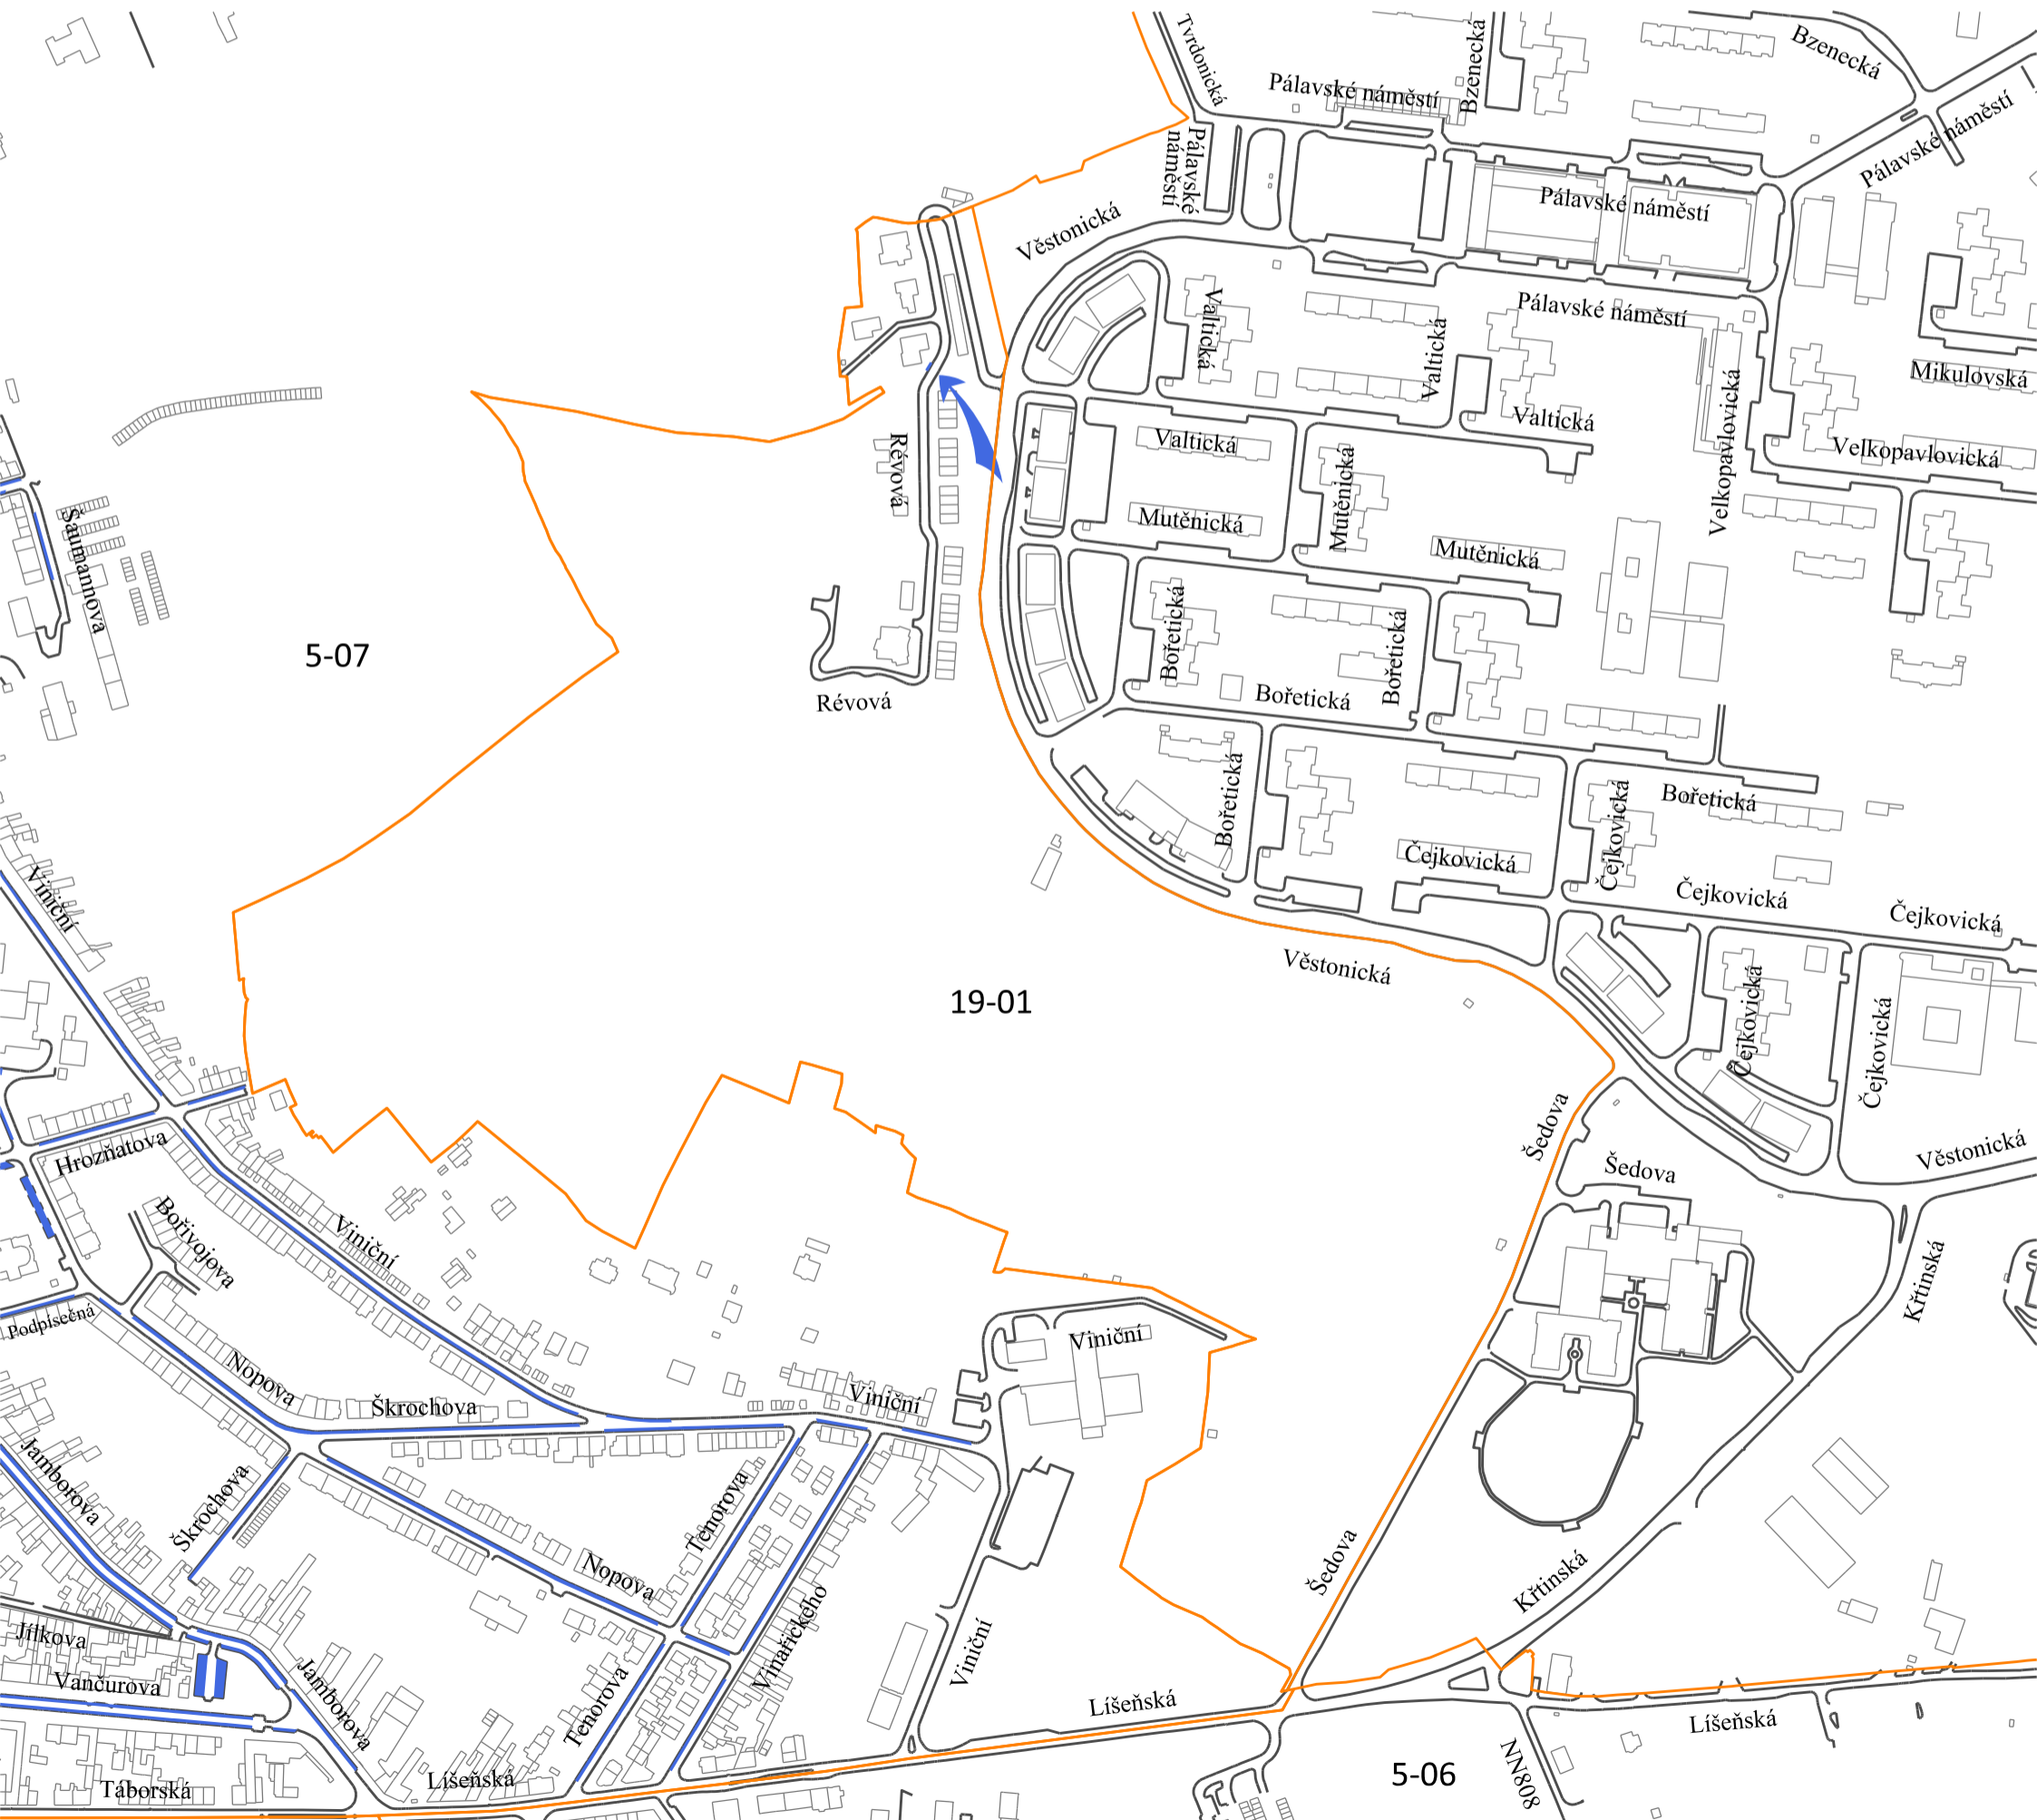 Tvrdonická
Pálavské náměstí
Bzenecká
Bzenecká
Pálavské náměstí
Pálavské
náměstí
Pálavské náměstí
Věstonická
Valtická
Valtická
Pálavské náměstí
Mikulovská
Velkopavlovická
Valtická
Valtická
Velkopavlovická
Révová
Mutěnická
Mutěnická
Mutěnická
Šaumannova
5-07
Révová
Bořetická
Bořetická
Bořetická
Bořetická
Bořetická
Čejkovická
Čejkovická
Čejkovická
Čejkovická
Viniční
Věstonická
19-01
Čejkovická
Čejkovická
Šedova
Šedova
Věstonická
Hrozňatova
Bořivojova
Viniční
Křtinská
Podpísečná
Nopova
Škrochova
Viniční
Viniční
Jamborova
Škrochova
Tenorova
Nopova
Vinařického
Šedova
Křtinská
Jílkova
Vančurova
Jamborova
Tenorova
Viniční
Líšeňská
Líšeňská
Táborská
Líšeňská
5-06
NN808